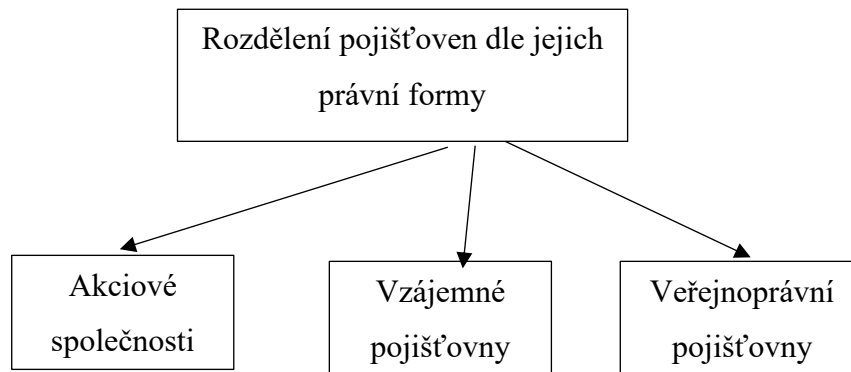 Rozdělení pojišťoven dle jejich
právní formy
Akciové
společnosti
Vzájemné
pojišťovny
Veřejnoprávní
pojišťovny